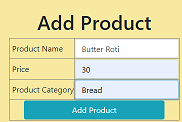 Add Product
Product Name Butter Roti
Price 30
Product Category Bread
Add Product